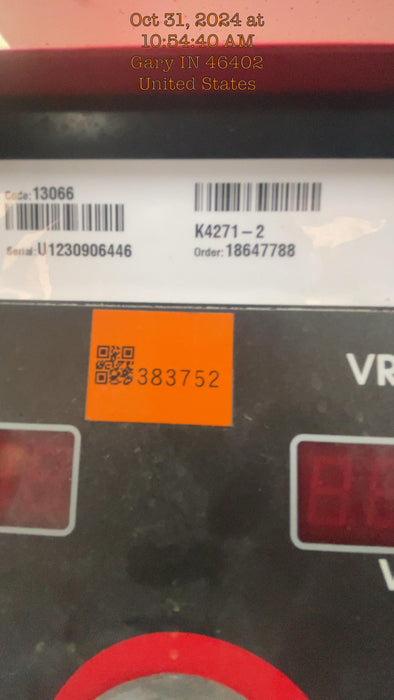 Oct 31, 2024 at
10:54:40 AM
Gary IN 46402
United States
Code: 13066
Serial: U1230906446
K4271-2
Order: 18647788
383752